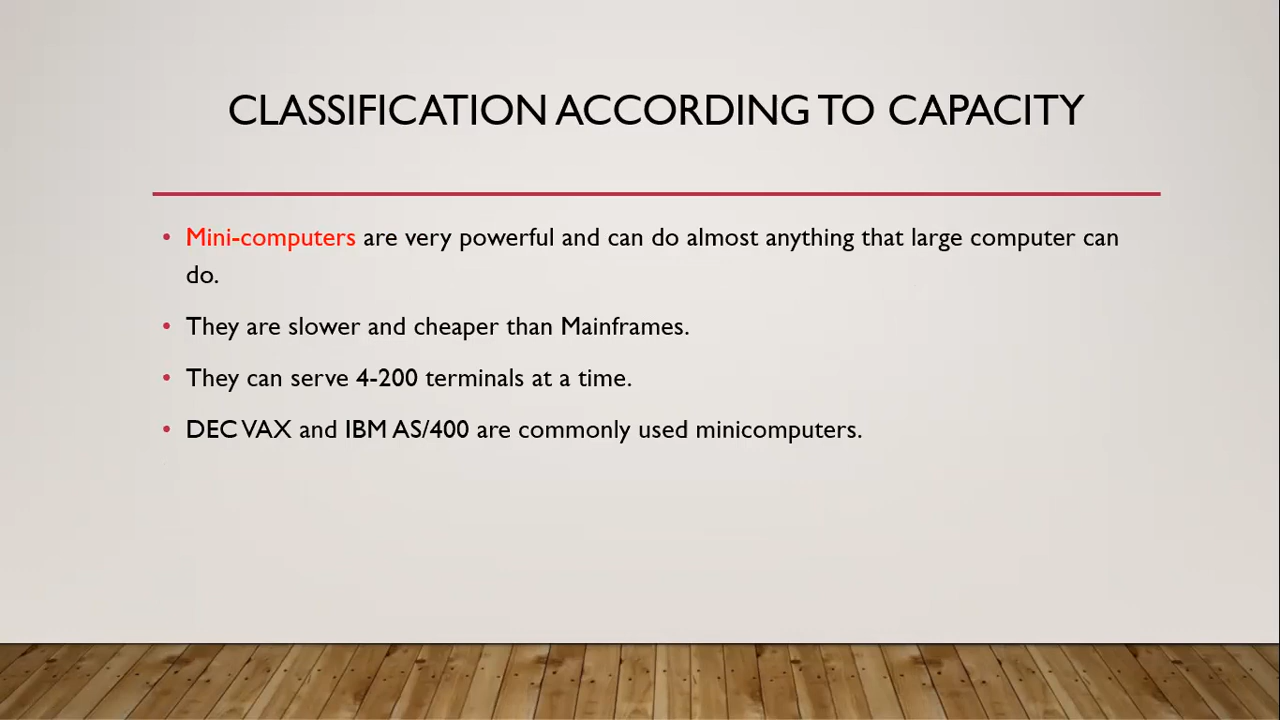 CLASSIFICATION ACCORDING TO CAPACITY
• Mini-computers are very powerful and can do almost anything that large computer can
do.
• They are slower and cheaper than Mainframes.
• They can serve 4-200 terminals at a time.
• DEC VAX and IBM AS/400 are commonly used minicomputers.